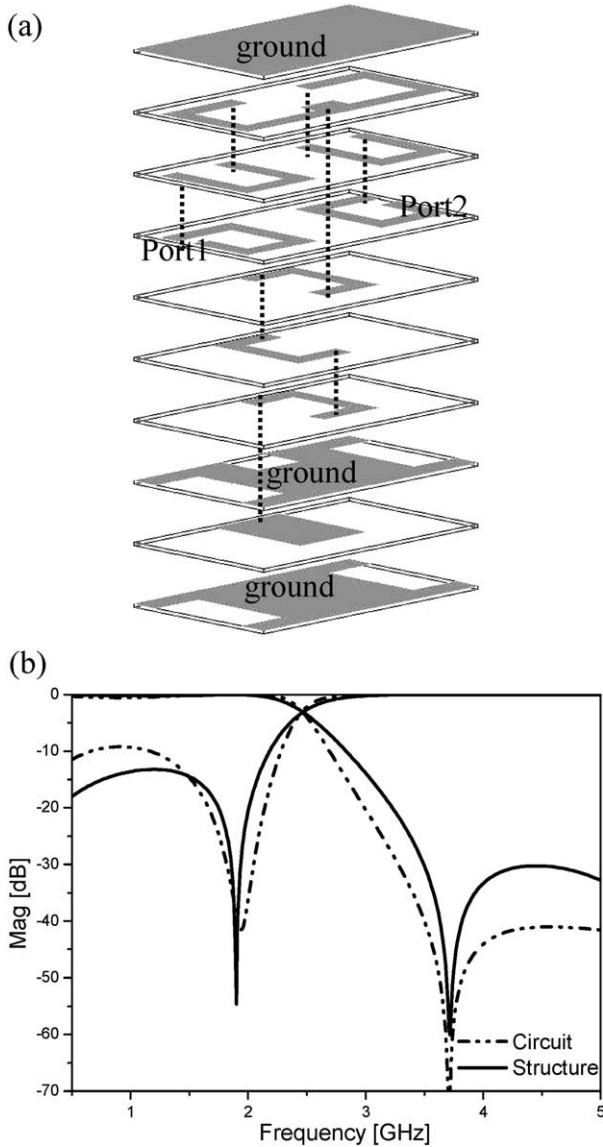 (a)
ground
Port2
Port1
ground
ground
(b)
0
-10
-20
-30
-40
-50
-60
-70
Mag [dB]
Circuit
Structure
1 2 3 4 5
Frequency [GHz]